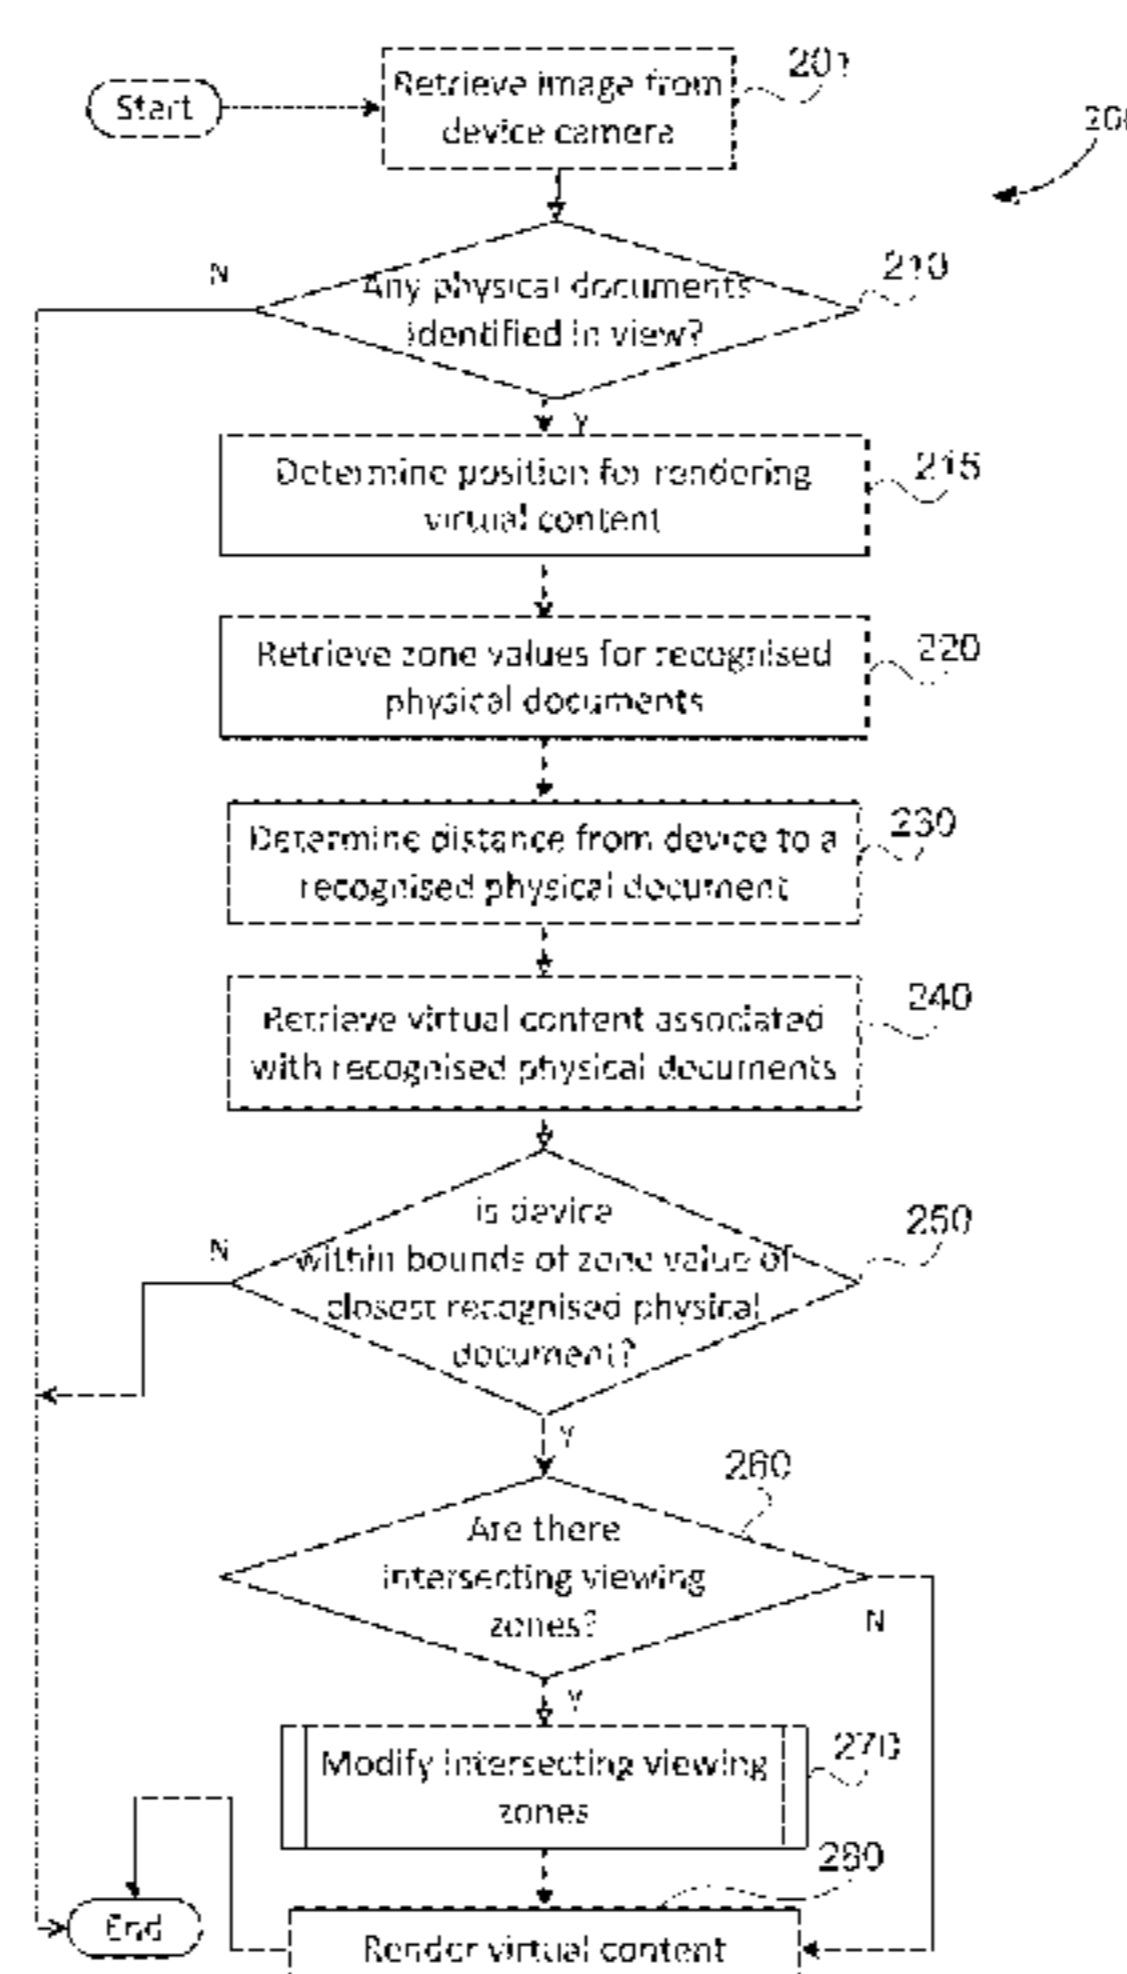 Start
Retrieve image from
device camera
201
N
Any physical documents
identified in view?
210
Y
Determine position for rendering
virtual content
215
Retrieve zone values for recognised
physical documents
220
Determine distance from device to a
recognised physical document
230
Retrieve virtual content associated
with recognised physical documents
240
N
is device
within bounds of zone value of
closest recognised physical
document?
250
Y
260
Are there
intersecting viewing
zones?
N
Y
Modify intersecting viewing
zones
270
280
End
Render virtual content